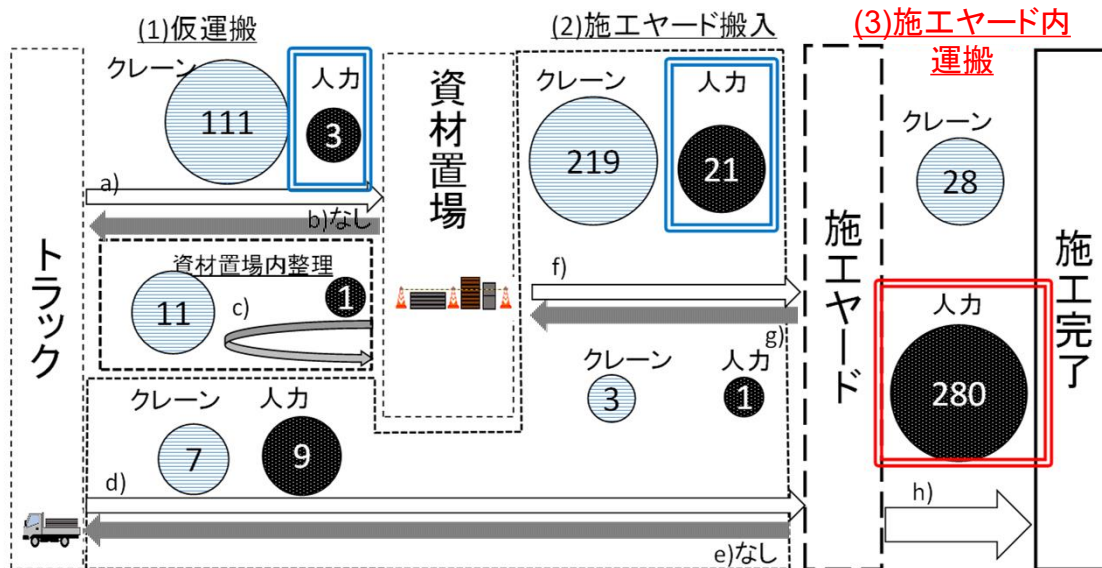 (1)仮運搬
クレーン
111
人力
3
a)
b)なし
資材置場内整理
11
c)
1
クレーン
7
人力
9
d)
e)なし
トラック
資材置場
(2)施工ヤード搬入
クレーン
219
人力
21
f)
g)
クレーン
3
人力
1
施工ヤード
(3)施工ヤード内
運搬
クレーン
28
人力
280
h)
施工完了